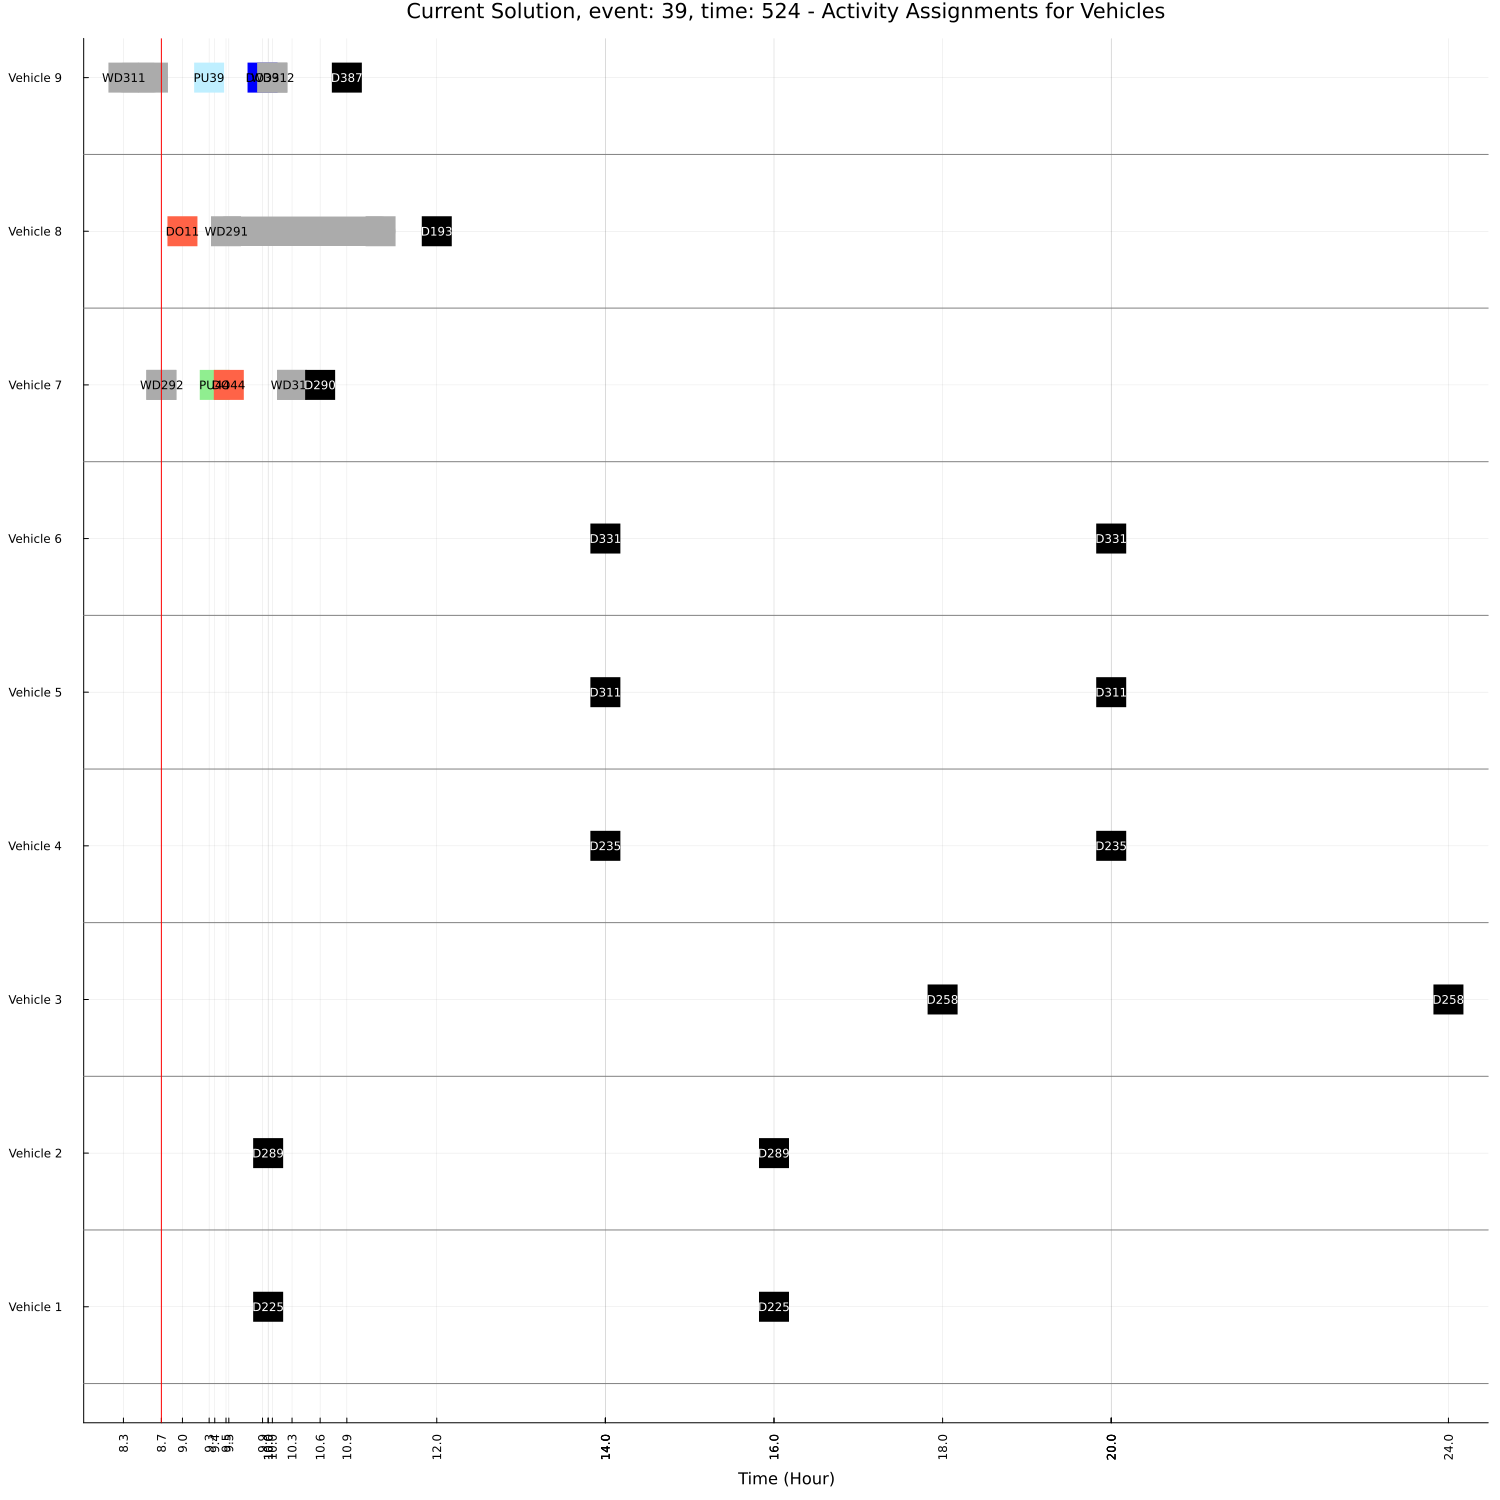 Current Solution, event: 39, time: 524 - Activity Assignments for Vehicles
Vehicle 9
WD311
PU39
D387
Vehicle 8
DO11
WD291
D193
Vehicle 7
WD292
D290
Vehicle 6
D331
D331
Vehicle 5
D311
D311
Vehicle 4
D235
D235
Vehicle 3
D258
D258
Vehicle 2
D289
D289
Vehicle 1
D225
D225
8.3
8.7
9.0
10.3
10.6
10.9
12.0
14.0
16.0
18.0
20.0
24.0
Time (Hour)